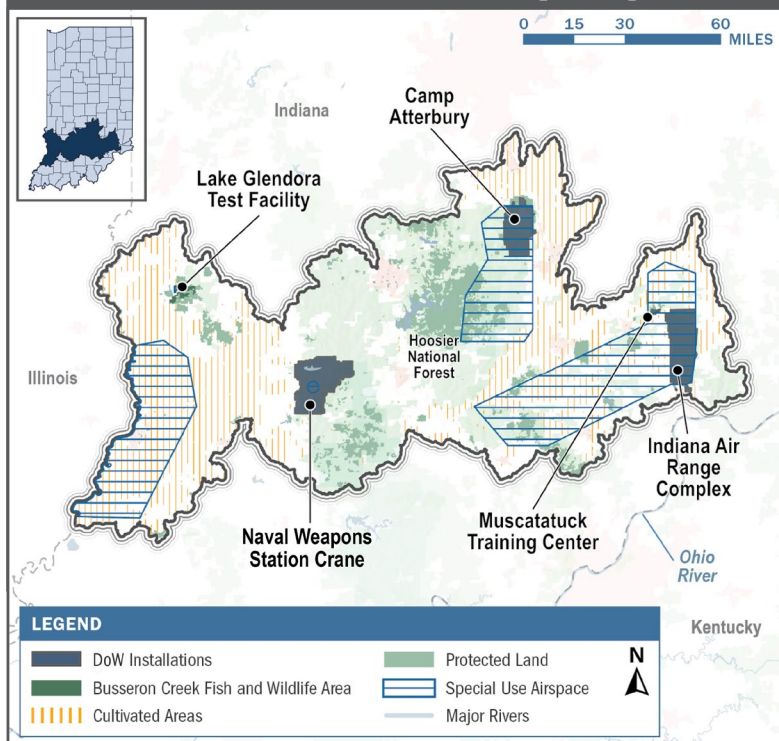 0 15 30 60 MILES
Indiana
Camp
Atterbury
Lake Glendora
Test Facility
Hoosier
National
Forest
Illinois
Indiana Air
Range
Complex
Muscatatuck
Training Center
Naval Weapons
Station Crane
Ohio
River
Kentucky
LEGEND
DoW Installations
Busseron Creek Fish and Wildlife Area
Cultivated Areas
Protected Land
Special Use Airspace
Major Rivers
N